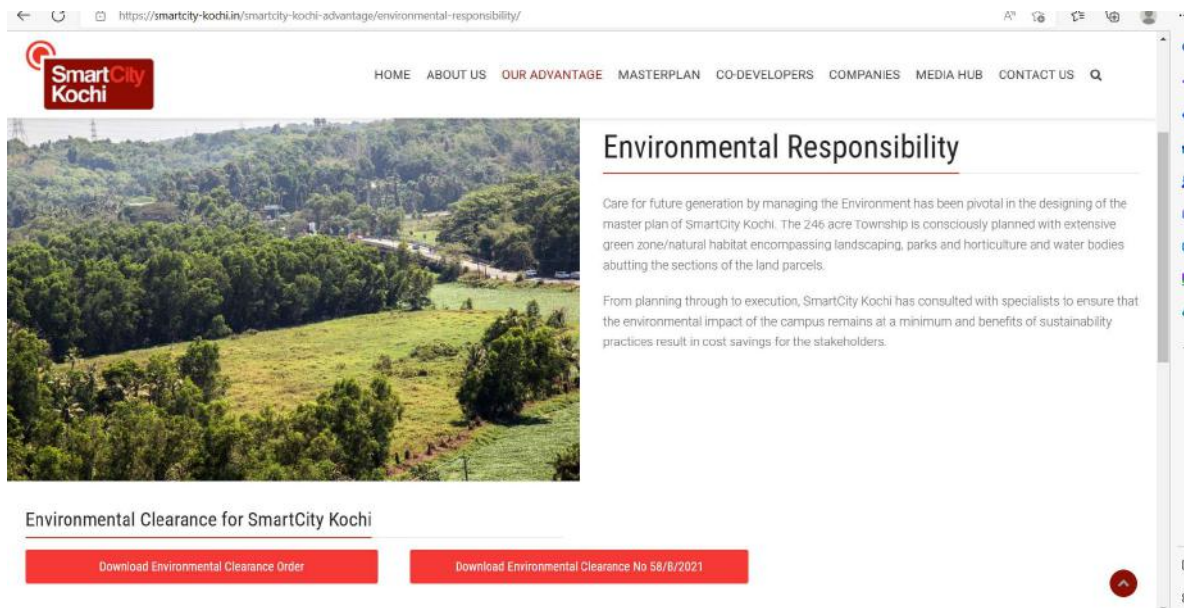 https://smartcity-kochi.in/smartcity-kochi-advantage/environmental-responsibility/
SmartCity
Kochi
HOME ABOUT US OUR ADVANTAGE MASTERPLAN CO-DEVELOPERS COMPANIES MEDIA HUB CONTACT US
Environmental Responsibility
Care for future generation by managing the Environment has been pivotal in the designing of the
master plan of SmartCity Kochi. The 246 acre Township is consciously planned with extensive
green zone/natural habitat encompassing landscaping, parks and horticulture and water bodies
abutting the sections of the land parcels.
From planning through to execution, SmartCity Kochi has consulted with specialists to ensure that
the environmental impact of the campus remains at a minimum and benefits of sustainability
practices result in cost savings for the stakeholders.
Environmental Clearance for SmartCity Kochi
Download Environmental Clearance Order
Download Environmental Clearance No 58/B/2021